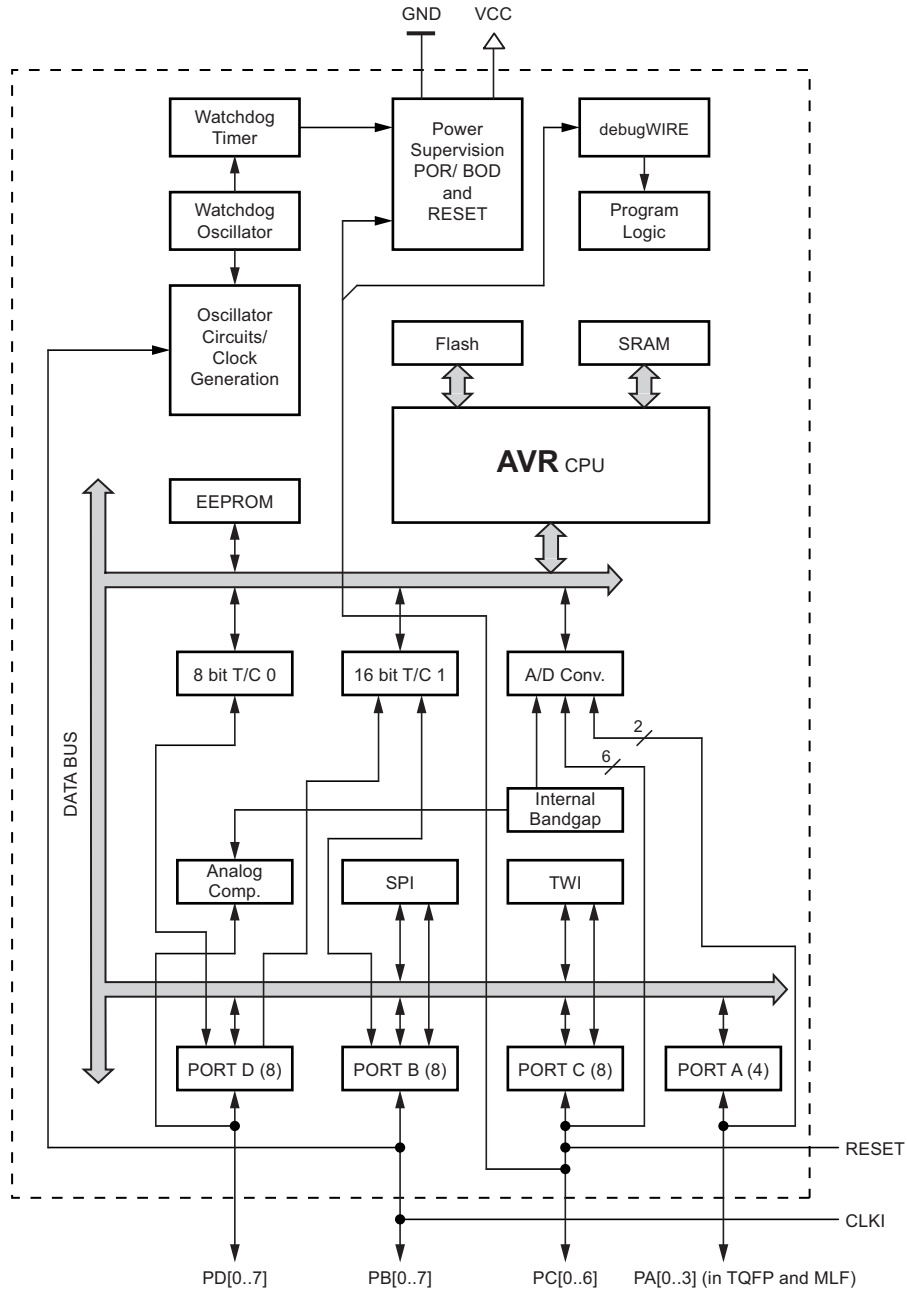 GND VCC
Watchdog
Timer
Power
Supervision
POR/ BOD
and
RESET
debugWIRE
Watchdog
Oscillator
Program
Logic
Oscillator
Circuits/
Clock
Generation
Flash
SRAM
AVR CPU
EEPROM
DATA BUS
8 bit T/C 0
16 bit T/C 1
A/D Conv.
2
6
Internal
Bandgap
Analog
Comp.
SPI
TWI
PORT D (8)
PORT B (8)
PORT C (8)
PORT A (4)
RESET
CLKI
PD[0..7]
PB[0..7]
PC[0..6]
PA[0..3] (in TQFP and MLF)